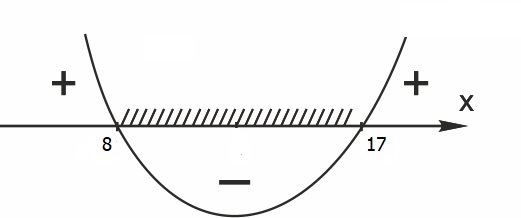 + +
x
8 17
−